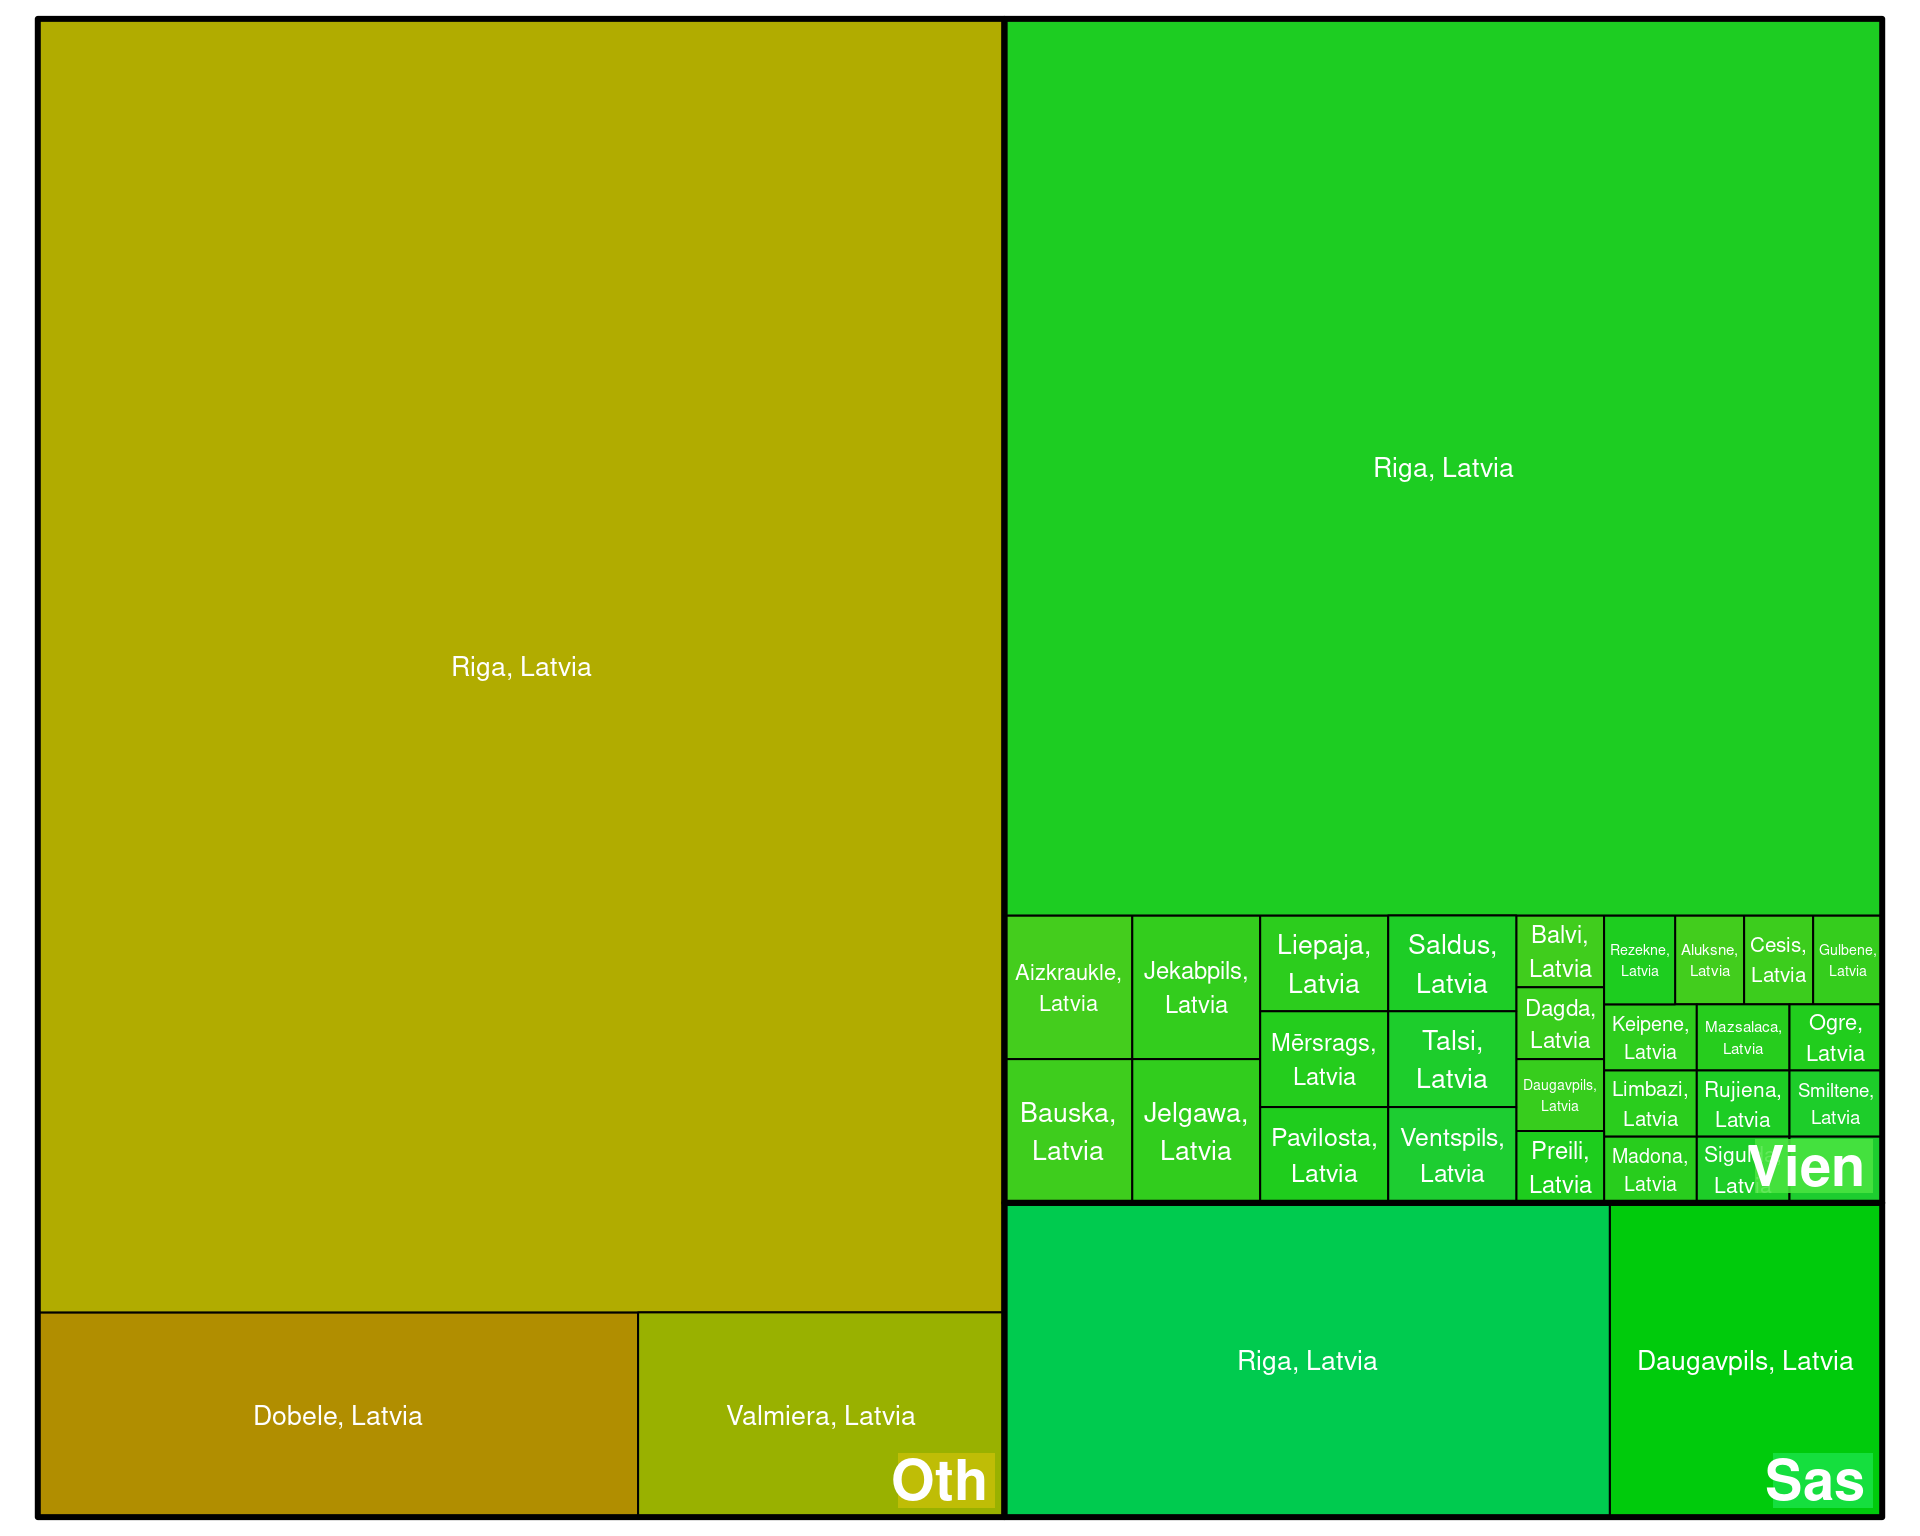 Riga, Latvia
Dobele, Latvia
Valmiera, Latvia
Oth
Riga, Latvia
Aizkraukle,
Latvia
Bauska,
Latvia
Jekabpils,
Latvia
Jelgawa,
Latvia
Liepaja,
Latvia
Mērsrags,
Latvia
Pavilosta,
Latvia
Saldus,
Latvia
Talsi,
Latvia
Ventspils,
Latvia
Balvi,
Latvia
Dagda,
Latvia
Daugavpils,
Latvia
Preili,
Latvia
Rezekne,
Latvia
Aluksne,
Latvia
Cesis,
Latvia
Gulbene,
Latvia
Keipene,
Latvia
Limbazi,
Latvia
Madona,
Latvia
Mazsalaca,
Latvia
Rujiena,
Latvia
Latvia
Ogre,
Latvia
Smiltene,
Latvia
Vien
Riga, Latvia
Daugavpils, Latvia
Sas